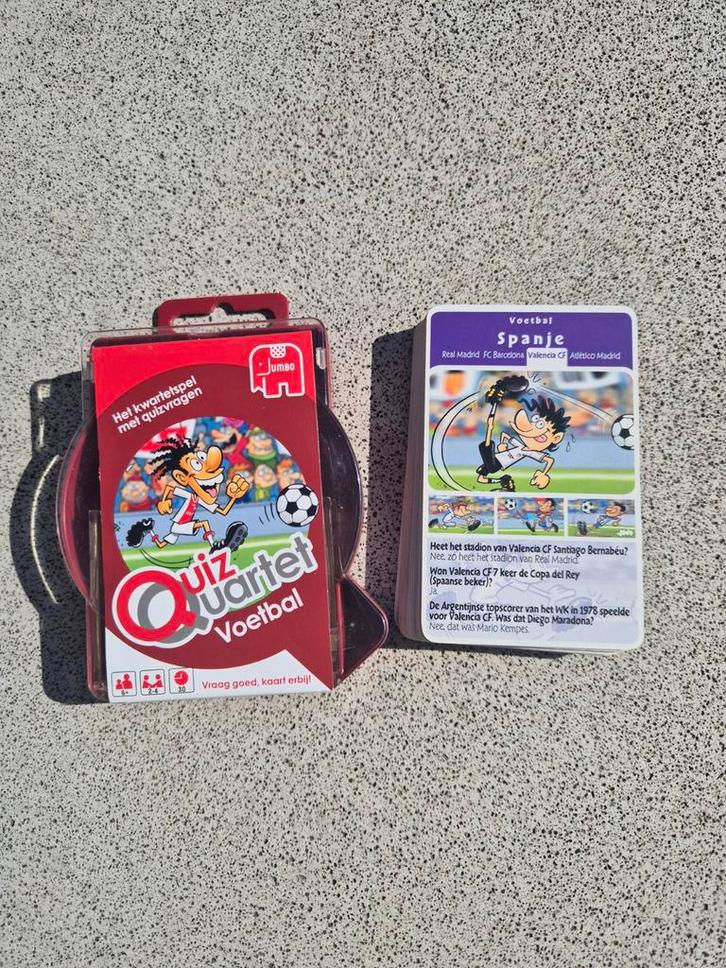 Jumbo
Het kwartetspel
met quizvragen
Quiz
Quartet
Voetbal
6+
2-4
30
Vraag goed, kaart erbij!
Voetbal
Spanje
Real Madrid FC Barcelona Valencia CF Atlético Madrid
Heet het stadion van Valencia CF Santiago Bernabéu?
Nee, zo heet het stadion van Real Madrid.
Won Valencia CF 7 keer de Copa del Rey
(Spaanse beker)?
Ja.
De Argentijnse topscorer van het WK in 1978 speelde
voor Valencia CF. Was dat Diego Maradona?
Nee, dat was Mario Kempes.